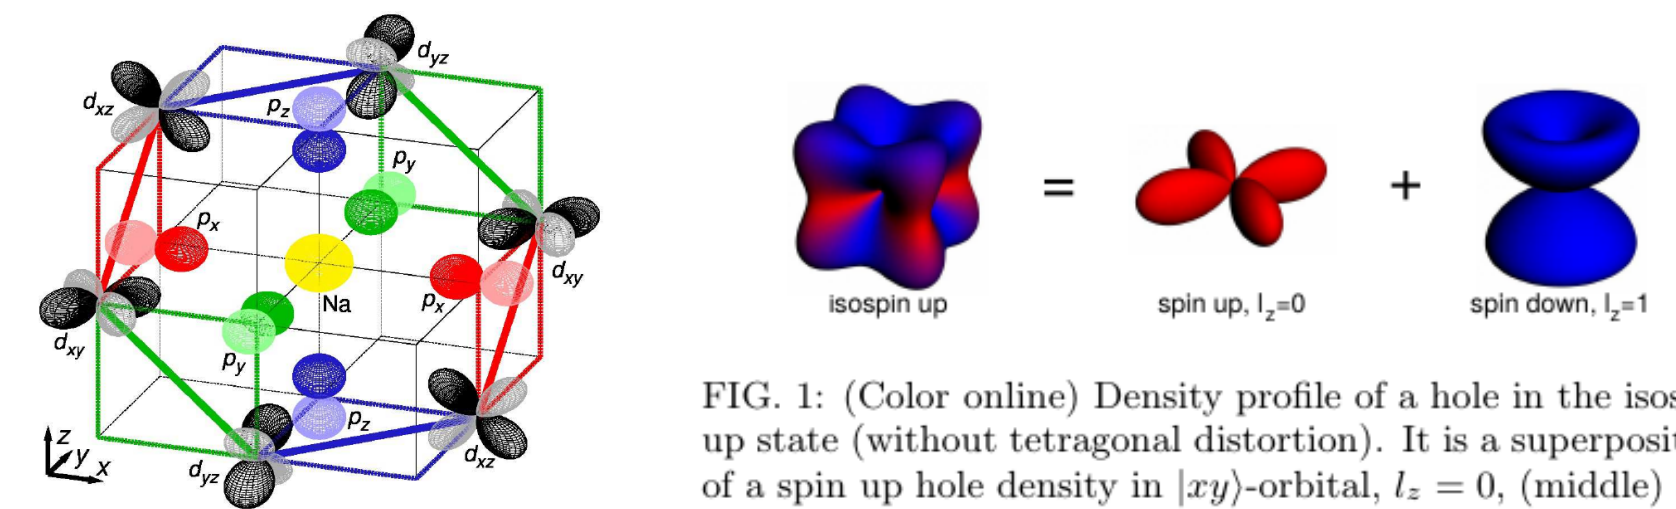 d_yz
d_xz
p_z
p_y
p_x
p_x
Na
d_xy
d_xy
p_y
p_z
d_yz
d_xz
z
y
x
=
+
isospin up
spin up, l_z=0
spin down, l_z=1
FIG. 1: (Color online) Density profile of a hole in the
up state (without tetragonal distortion). It is a
of a spin up hole density in |xy⟩-orbital, l_z = 0, (middle)